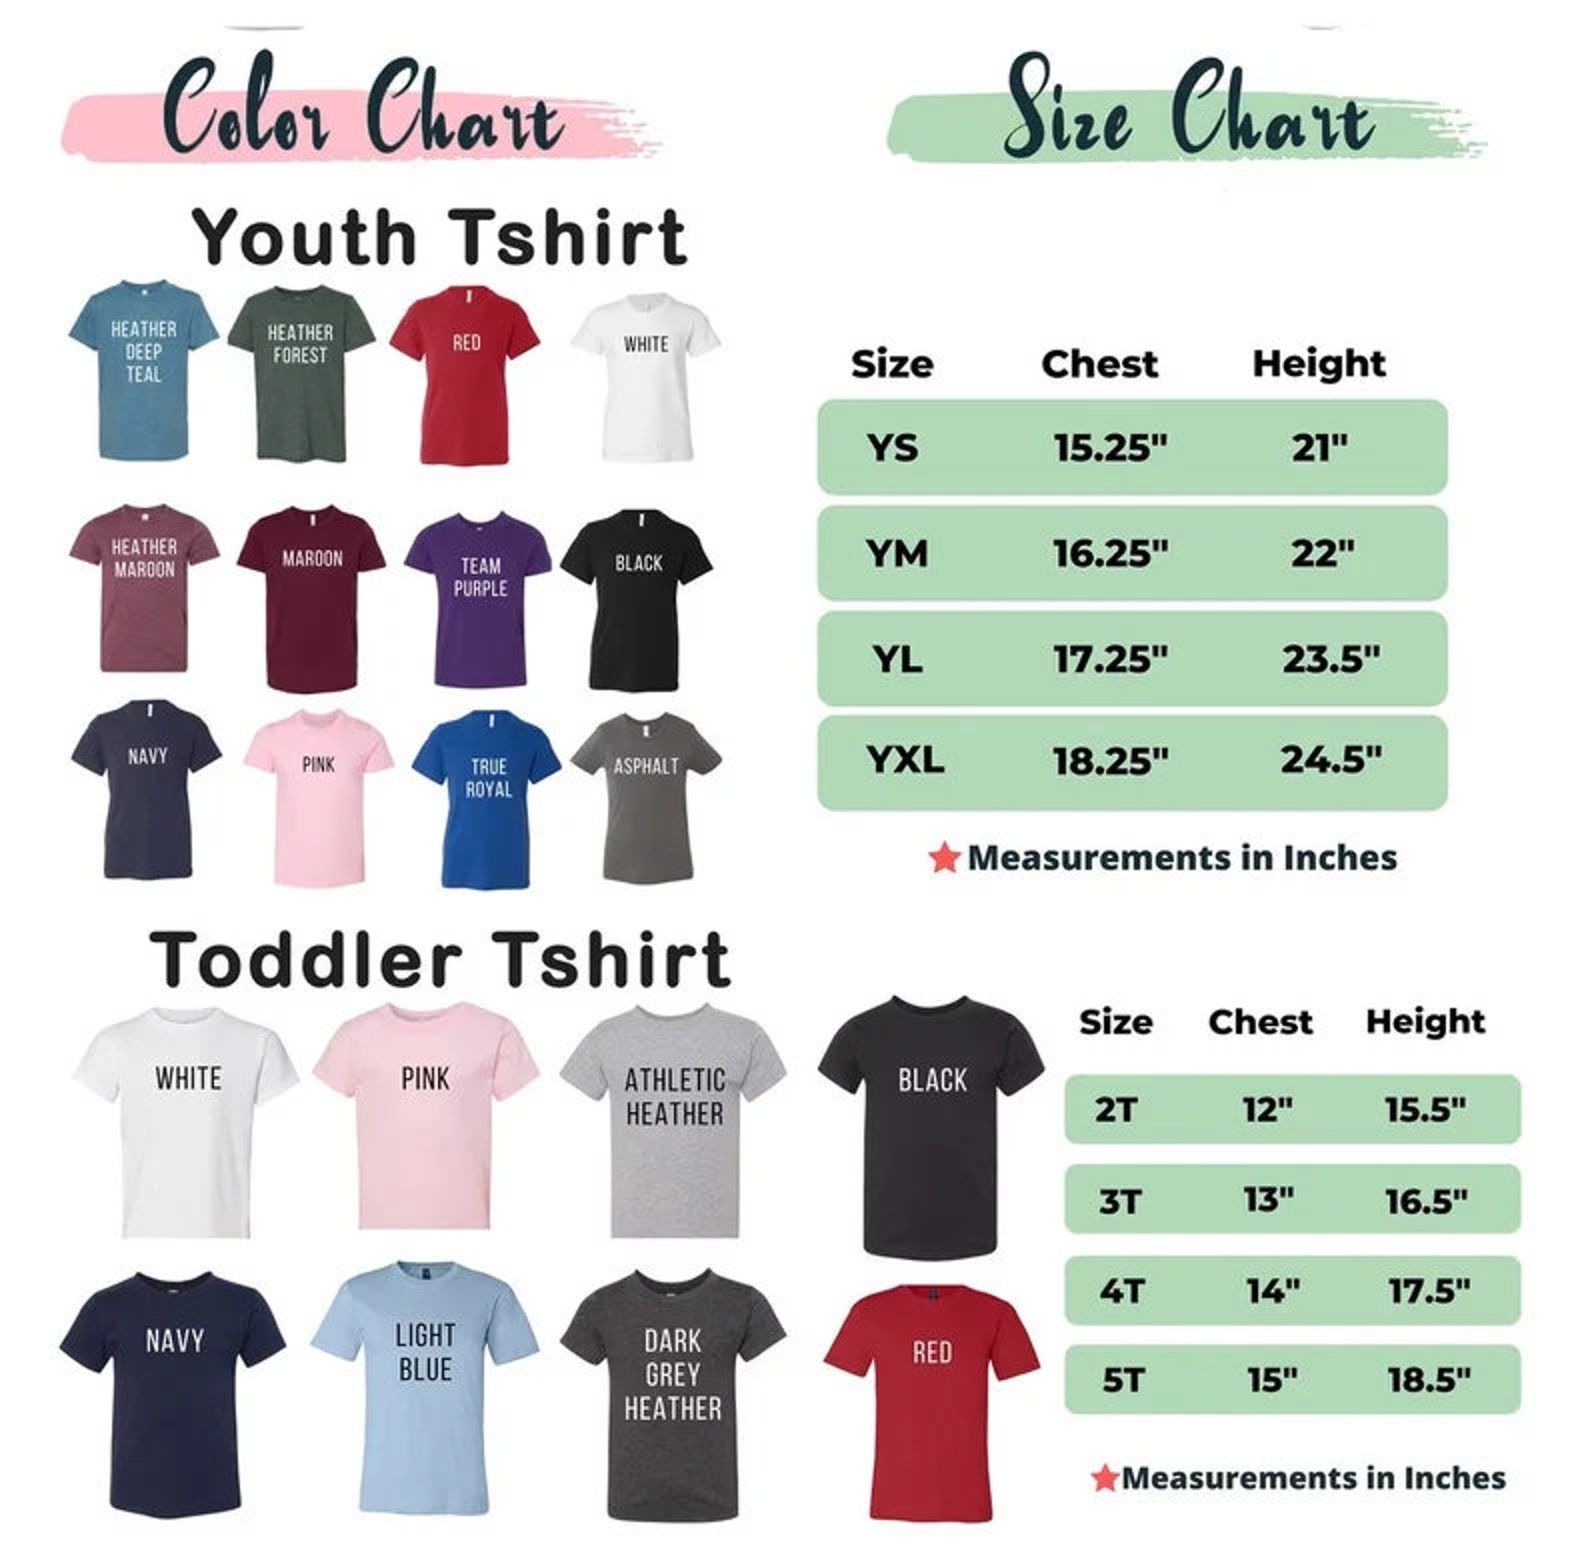 Color Chart
Size Chart
Youth Tshirt
HEATHER
DEEP
TEAL
HEATHER
FOREST
RED
WHITE
HEATHER
MAROON
MAROON
TEAM
PURPLE
BLACK
NAVY
PINK
TRUE
ROYAL
ASPHALT
Size Chest Height
YS 15.25" 21"
YM 16.25" 22"
YL 17.25" 23.5"
YXL 18.25" 24.5"
Measurements in Inches
Toddler Tshirt
WHITE
PINK
ATHLETIC
HEATHER
BLACK
NAVY
LIGHT
BLUE
DARK
GREY
HEATHER
RED
Size Chest Height
2T 12" 15.5"
3T 13" 16.5"
4T 14" 17.5"
5T 15" 18.5"
Measurements in Inches